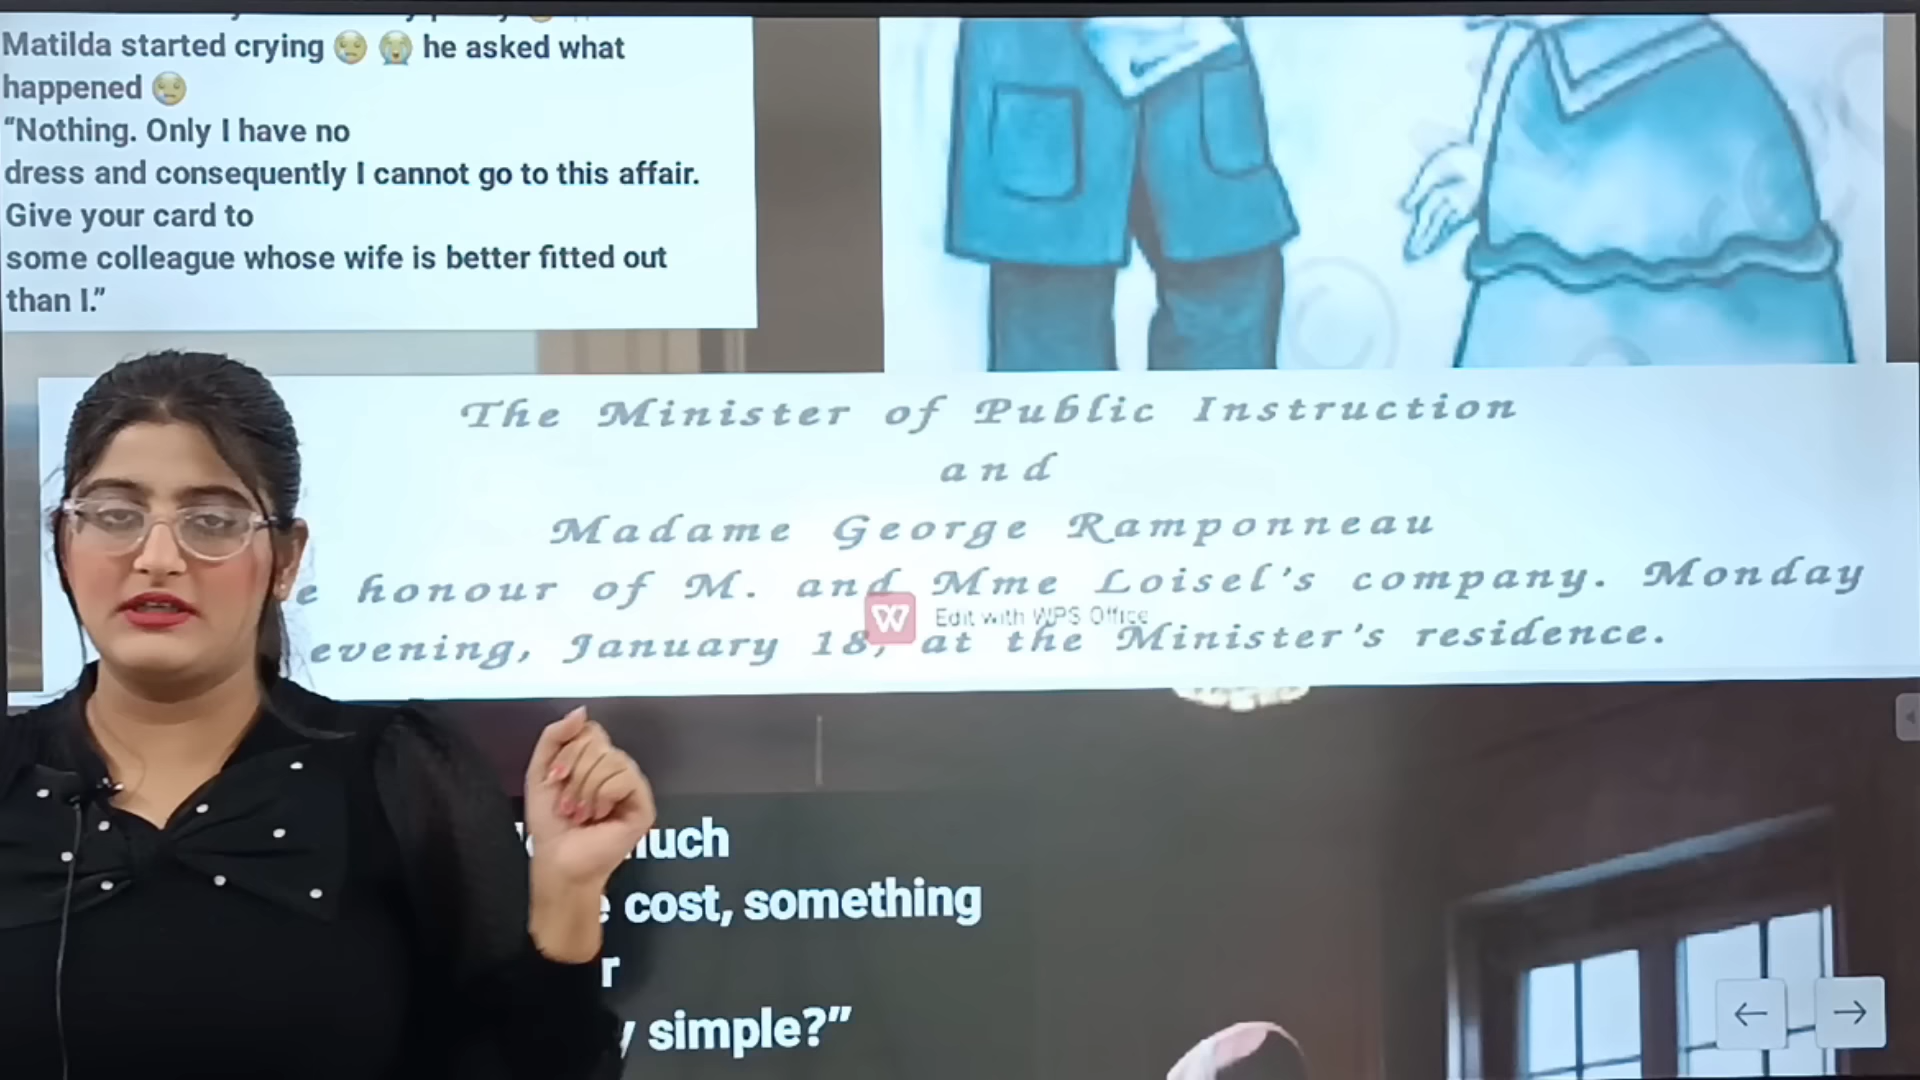 Matilda started crying 😢 😭 he asked what
happened 😢
“Nothing. Only I have no
dress and consequently I cannot go to this affair.
Give your card to
some colleague whose wife is better fitted out
than I.”
The Minister of Public Instruction
and
Madame George Ramponneau
honour of M. and Mme Loisel’s company. Monday
Edit with WPS Office
evening, January 18, at the Minister’s residence.
cost, something
simple?”